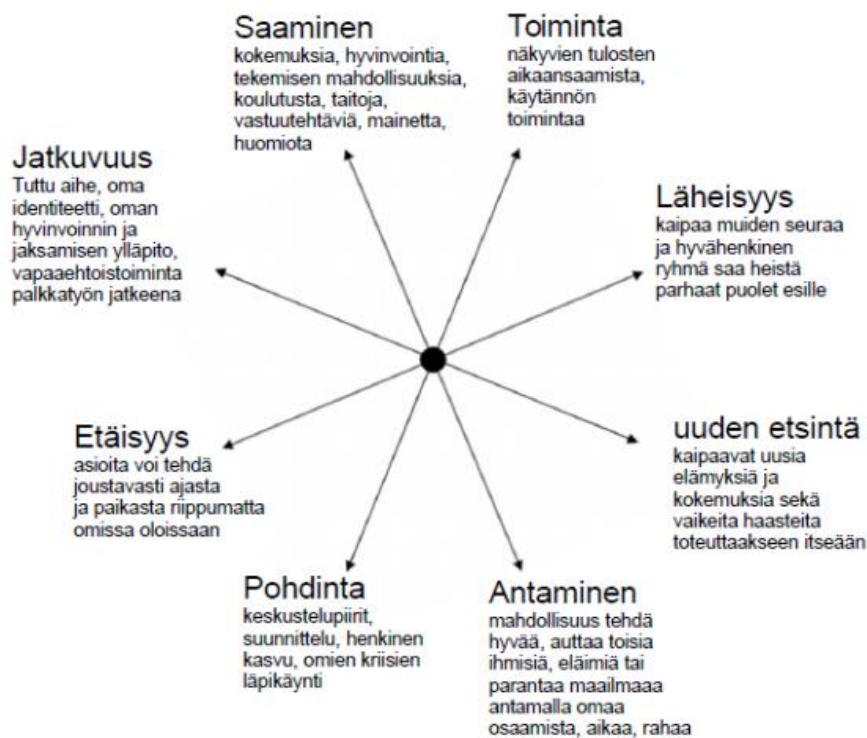 Saaminen
kokemuksia, hyvinvointia,
tekemisen mahdollisuuksia,
koulutusta, taitoja,
vastuutehtäviä, mainetta,
huomiota
Toiminta
näkyvien tulosten
aikaansaamista,
käytännön
toimintaa
Jatkuvuus
Tuttu aihe, oma
identiteetti, oman
hyvinvoinnin ja
jaksamisen ylläpito,
vapaaehtoistoiminta
palkkatyön jatkeena
Läheisyys
kaipaa muiden seuraa
ja hyvähenkinen
ryhmä saa heistä
parhaat puolet esille
Etäisyys
asioita voi tehdä
joustavasti ajasta
ja paikasta riippumatta
omissa oloissaan
uuden etsintä
kaipaavat uusia
elämyksiä ja
kokemuksia sekä
vaikeita haasteita
toteuttaakseen itseään
Pohdinta
keskustelupiirit,
suunnittelu, henkinen
kasvu, omien kriisien
läpikäynti
Antaminen
mahdollisuus tehdä
hyvää, auttaa toisia
ihmisiä, eläimiä tai
parantaa maailmaaa
antamalla omaa
osaamista, aikaa, rahaa